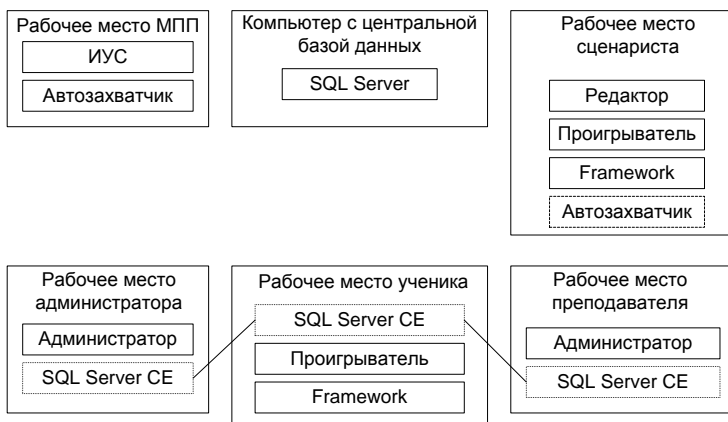 Рабочее место МПП
ИУС
Автозахватчик
Компьютер с центральной
базой данных
SQL Server
Рабочее место
сценариста
Редактор
Проигрыватель
Framework
Автозахватчик
Рабочее место
администратора
Администратор
SQL Server CE
Рабочее место ученика
SQL Server CE
Проигрыватель
Framework
Рабочее место
преподавателя
Администратор
SQL Server CE